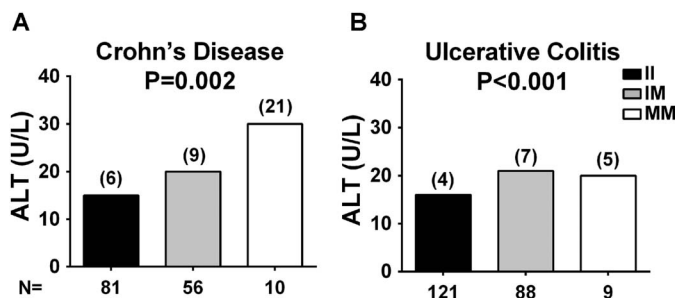 A
Crohn's Disease
P=0.002
ALT (U/L)
40
30
20
10
0
(6)
(9)
(21)
N=
81
56
10
B
Ulcerative Colitis
P<0.001
II
IM
MM
ALT (U/L)
40
30
20
10
0
(4)
(7)
(5)
121
88
9